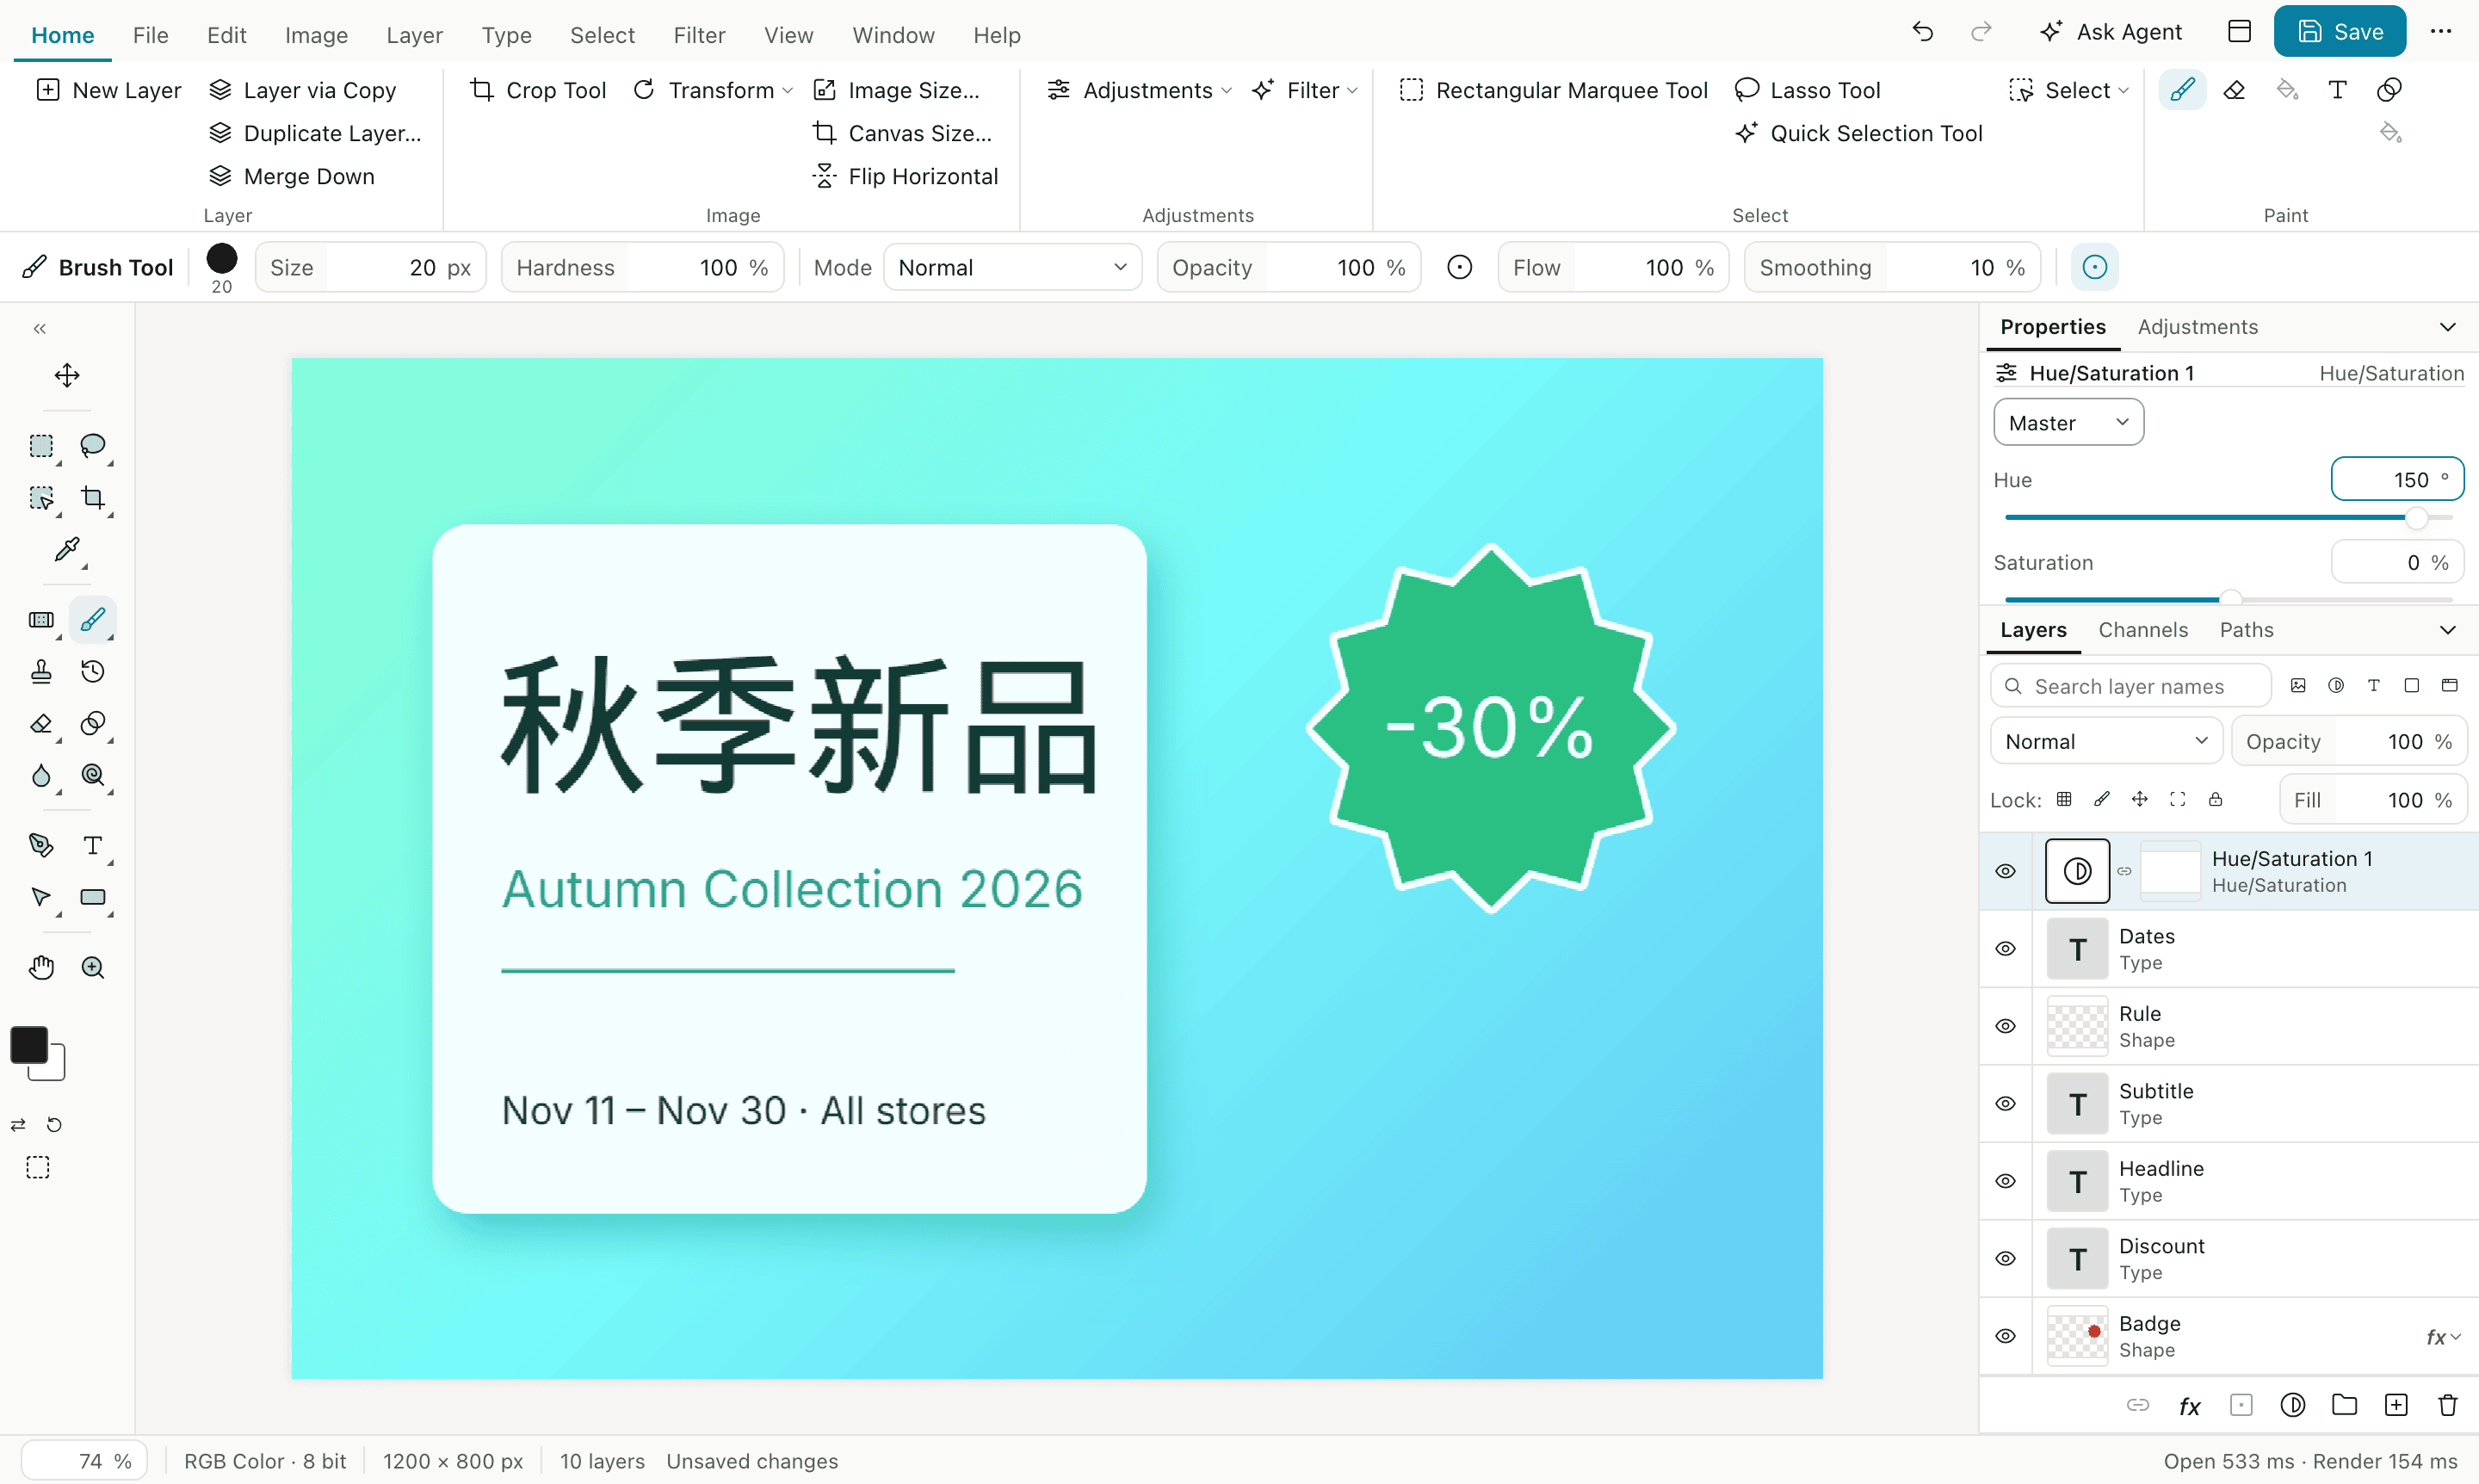 Home File Edit Image Layer Type Select Filter View Window Help
Ask Agent Save
New Layer Layer via Copy Crop Tool Transform Image Size... Adjustments Filter Rectangular Marquee Tool Lasso Tool Select
Duplicate Layer... Canvas Size... Quick Selection Tool
Merge Down Flip Horizontal
Layer Image Adjustments Select Paint
Brush Tool 20 Size 20 px Hardness 100 % Mode Normal Opacity 100 % Flow 100 % Smoothing 10 %
秋季新品
Autumn Collection 2026
Nov 11 – Nov 30 · All stores
-30%
Properties Adjustments
Hue/Saturation 1 Hue/Saturation
Master
Hue 150 °
Saturation 0 %
Layers Channels Paths
Search layer names
Normal Opacity 100 %
Lock: Fill 100 %
Hue/Saturation 1
Hue/Saturation
T Dates
Type
Rule
Shape
T Subtitle
Type
T Headline
Type
T Discount
Type
Badge
Shape
fx
fx
74 % RGB Color · 8 bit 1200 × 800 px 10 layers Unsaved changes Open 533 ms · Render 154 ms